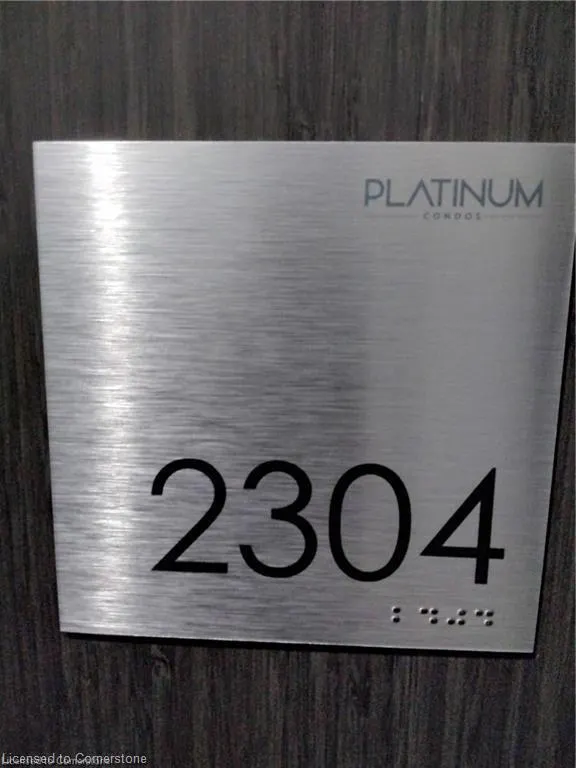 PLATINUM
CONDOS
2304
Licensed to Cornerstone